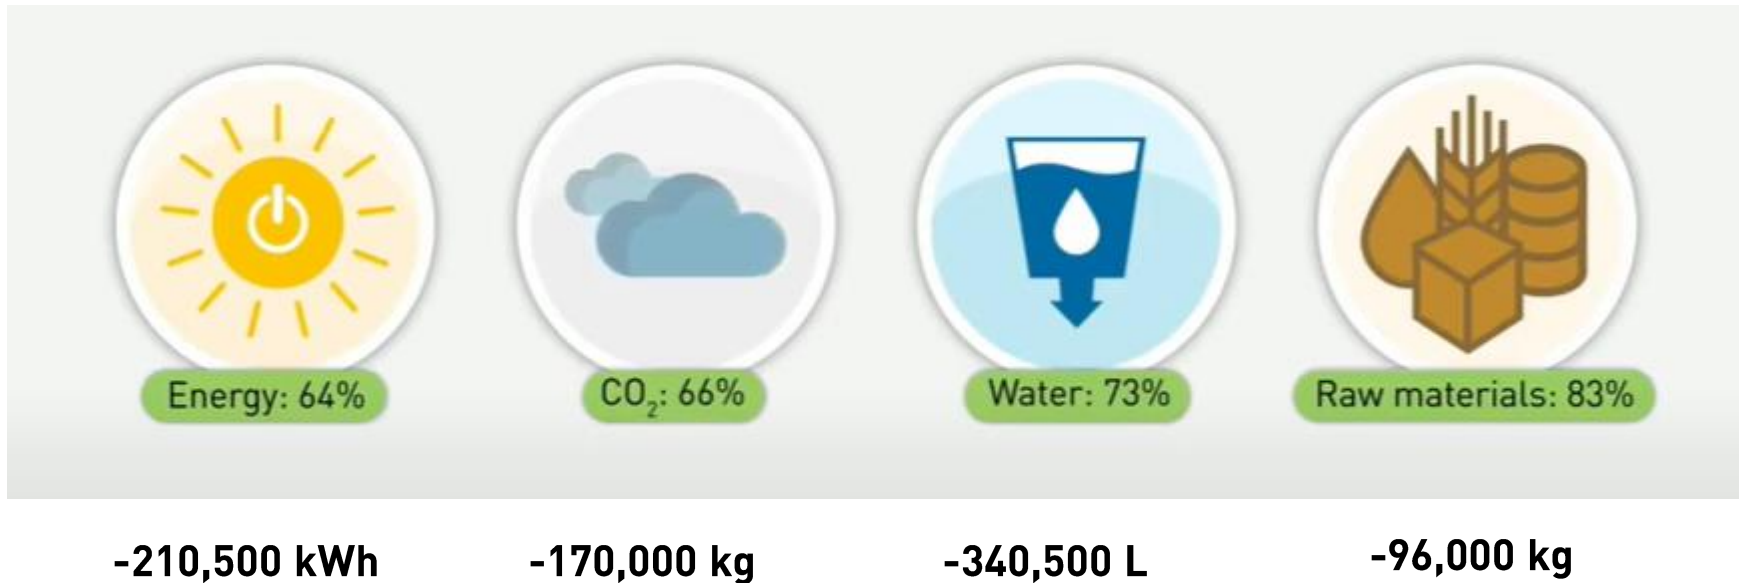 Energy: 64%
CO₂: 66%
Water: 73%
Raw materials: 83%
-210,500 kWh
-170,000 kg
-340,500 L
-96,000 kg